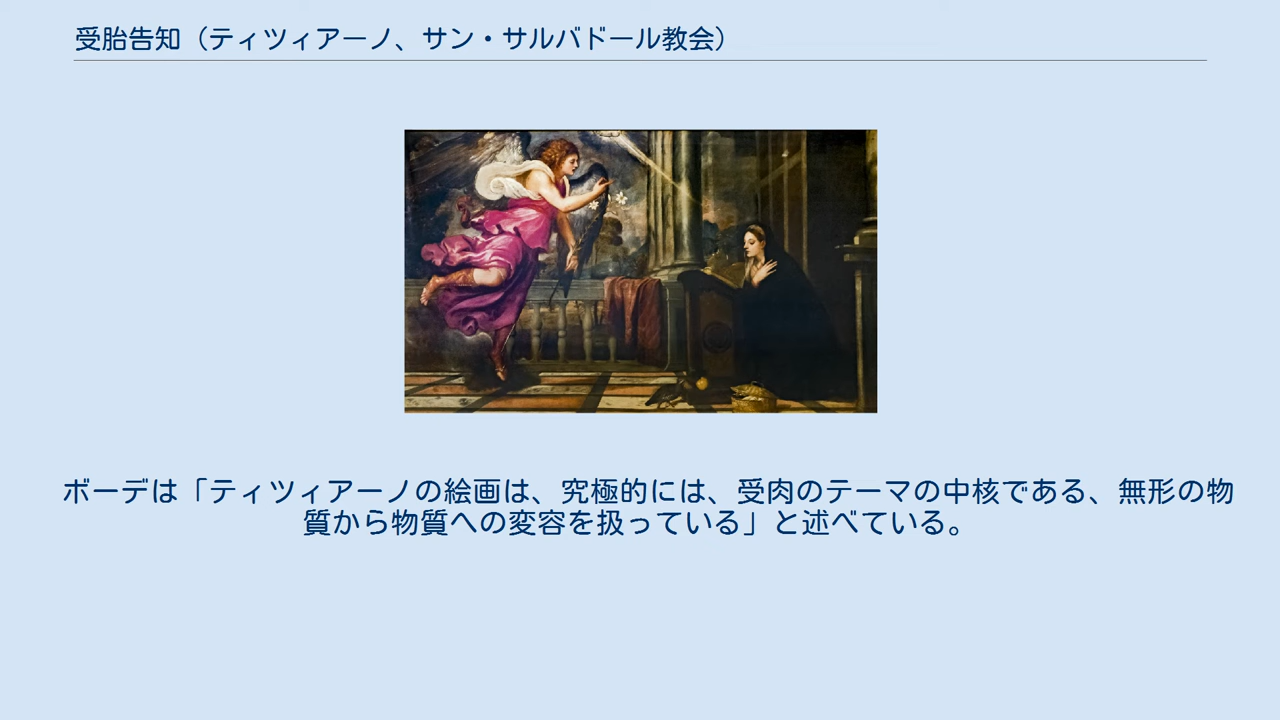 受胎告知（ティツィアーノ、サン・サルバドール教会）
ボーデは「ティツィアーノの絵画は、究極的には、受肉のテーマの中核である、無形の物
質から物質への変容を扱っている」と述べている。